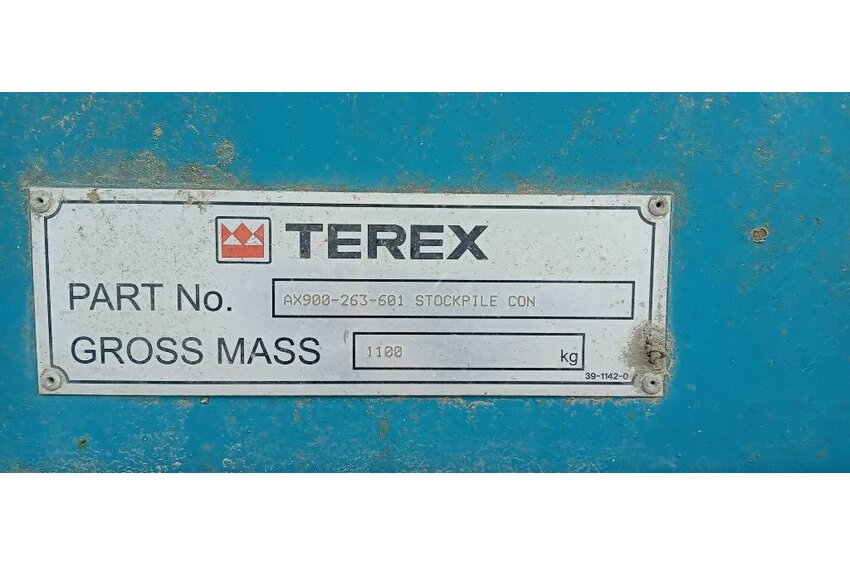 TEREX
PART No. AX900-263-601 STOCKPILE CON
GROSS MASS 1100 kg
39-1142-0